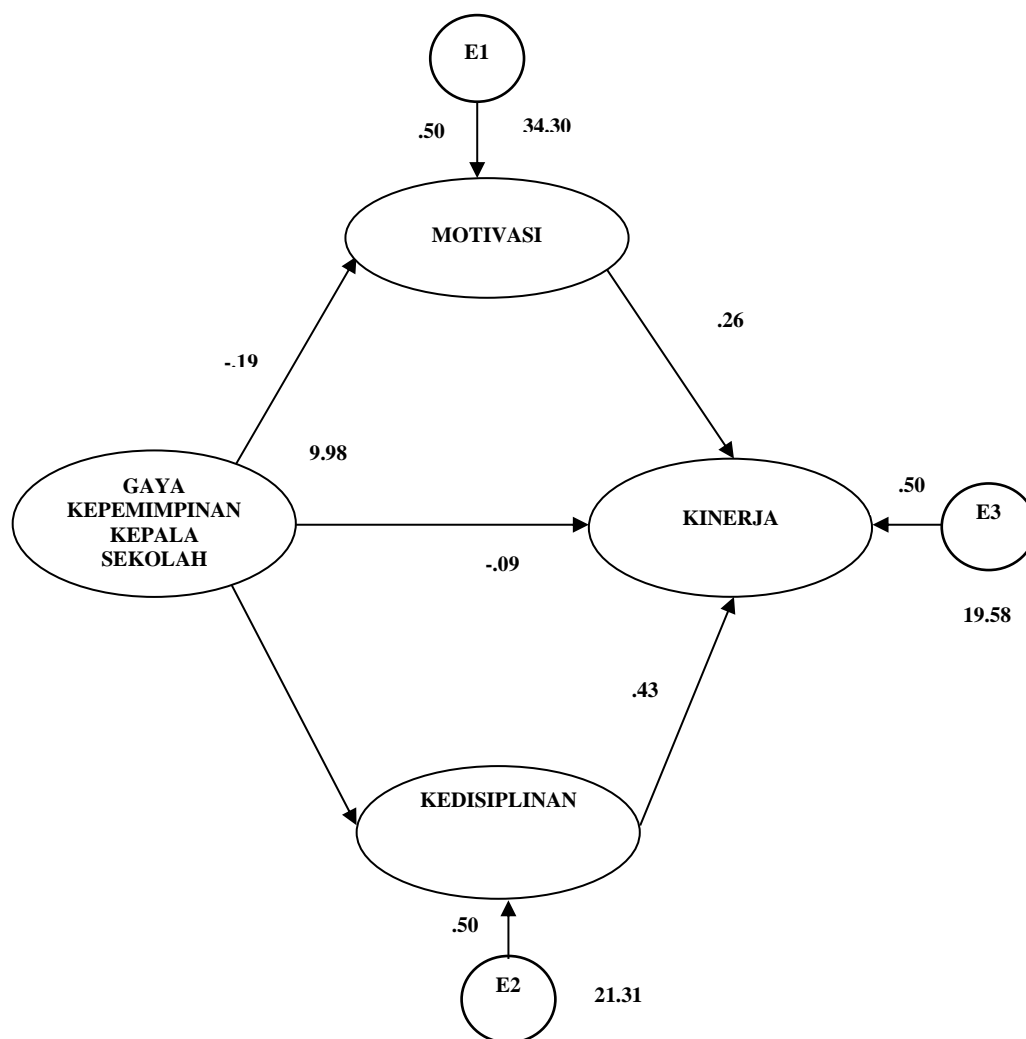 E1
.50
34.30
MOTIVASI
.26
-.19
9.98
GAYA
KEPEMIMPINAN
KEPALA
SEKOLAH
-.09
KINERJA
.50
E3
19.58
.43
KEDISIPLINAN
.50
E2
21.31